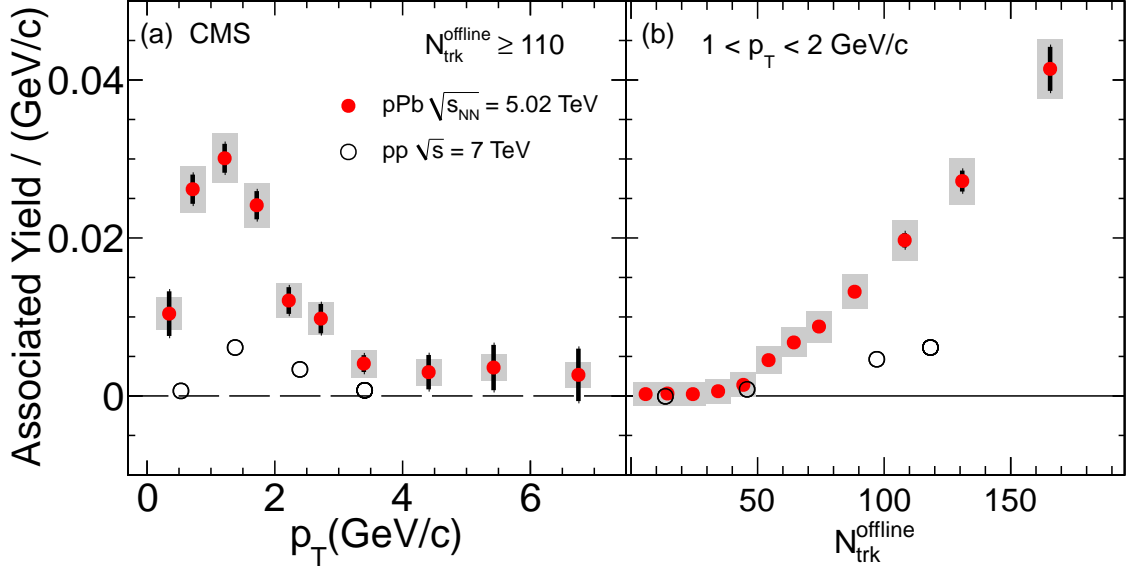 (a) CMS
N_trk^offline ≥ 110
pPb √s_NN = 5.02 TeV
pp √s = 7 TeV
(b) 1 < p_T < 2 GeV/c
Associated Yield / (GeV/c)
0.04
0.02
0
0 2 4 6
p_T(GeV/c)
50 100 150
N_trk^offline